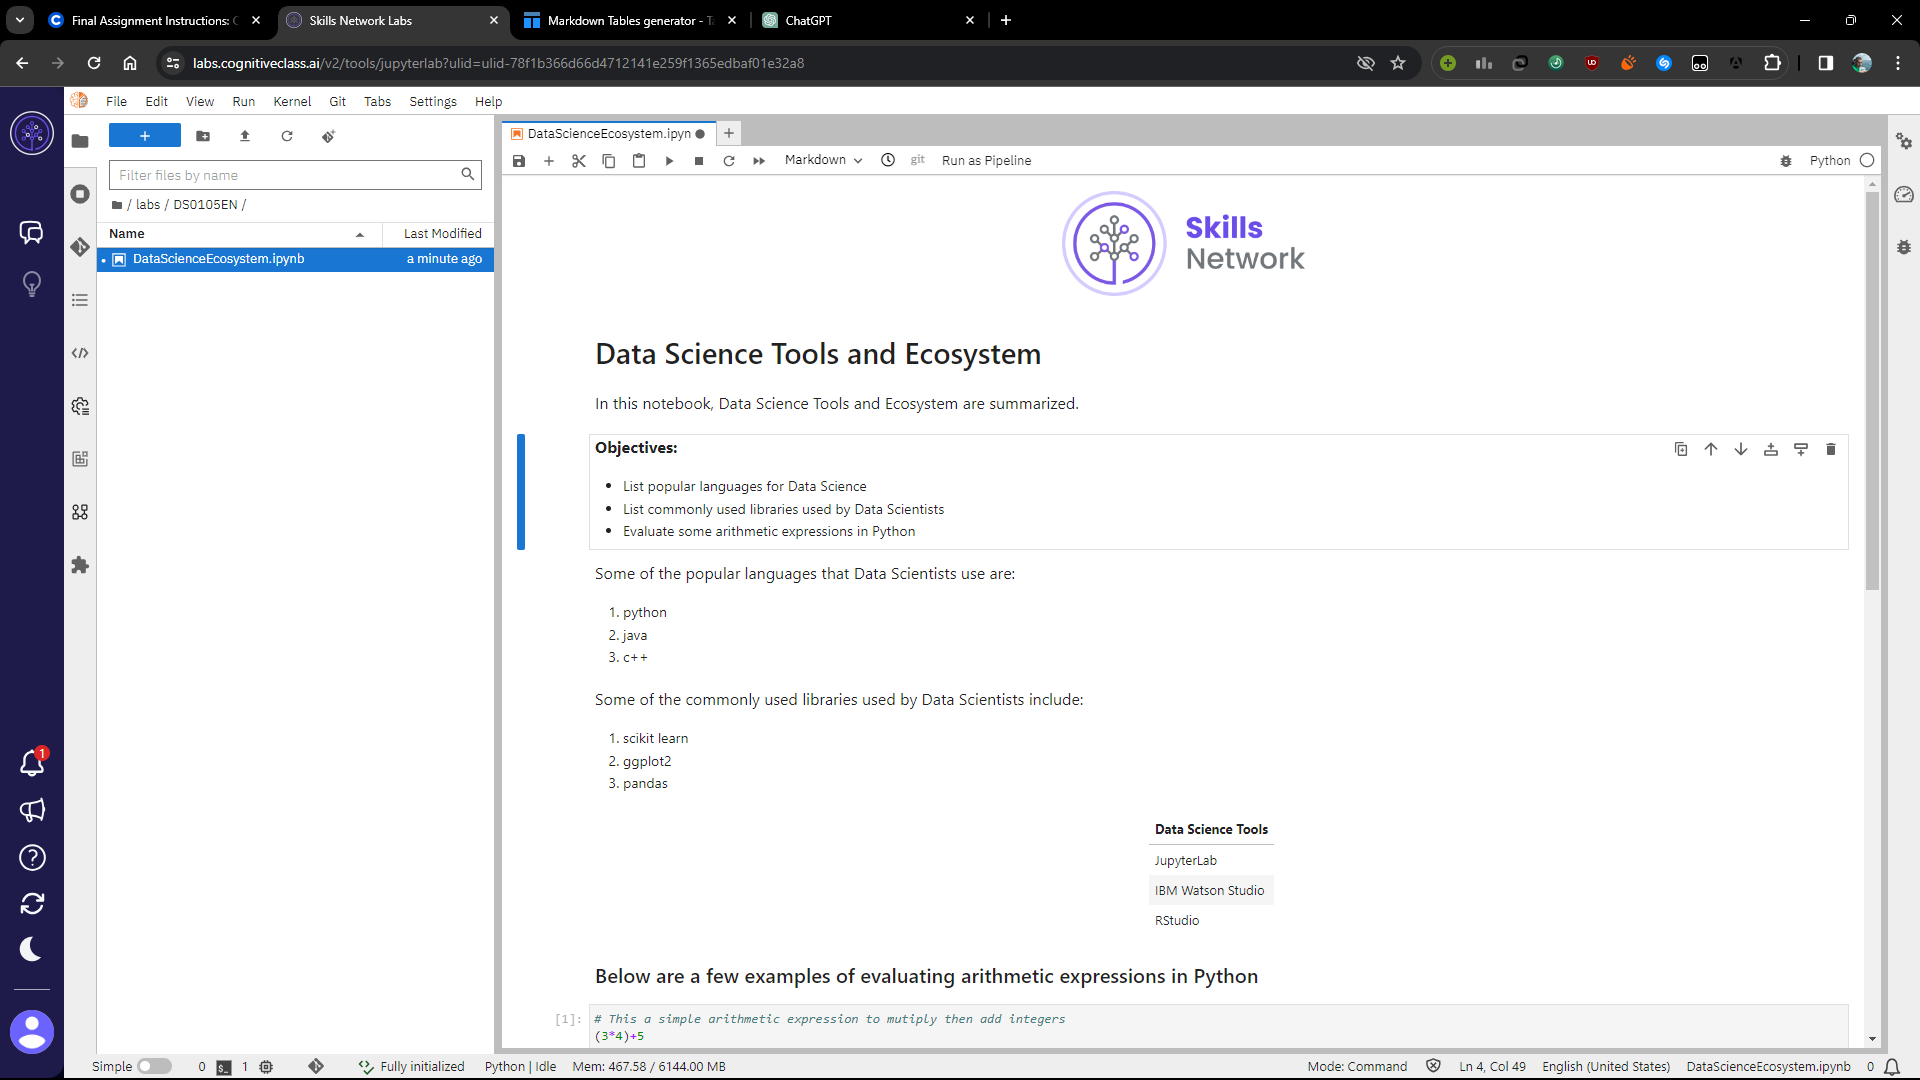 Final Assignment Instructions: C
Skills Network Labs
Markdown Tables generator - Ta
ChatGPT
labs.cognitiveclass.ai/v2/tools/jupyterlab?ulid=ulid-78f1b366d66d4712141e259f1365edbaf01e32a8
File Edit View Run Kernel Git Tabs Settings Help
Filter files by name
/ labs / DS0105EN /
Name Last Modified
DataScienceEcosystem.ipynb a minute ago
DataScienceEcosystem.ipyn
Markdown git Run as Pipeline Python
Skills
Network
Data Science Tools and Ecosystem
In this notebook, Data Science Tools and Ecosystem are summarized.
Objectives:
• List popular languages for Data Science
• List commonly used libraries used by Data Scientists
• Evaluate some arithmetic expressions in Python
Some of the popular languages that Data Scientists use are:
1. python
2. java
3. c++
Some of the commonly used libraries used by Data Scientists include:
1. scikit learn
2. ggplot2
3. pandas
Data Science Tools
JupyterLab
IBM Watson Studio
RStudio
Below are a few examples of evaluating arithmetic expressions in Python
[1]: # This a simple arithmetic expression to mutiply then add integers
(3*4)+5
1
Simple 0 1 Fully initialized Python | Idle Mem: 467.58 / 6144.00 MB Mode: Command Ln 4, Col 49 English (United States) DataScienceEcosystem.ipynb 0